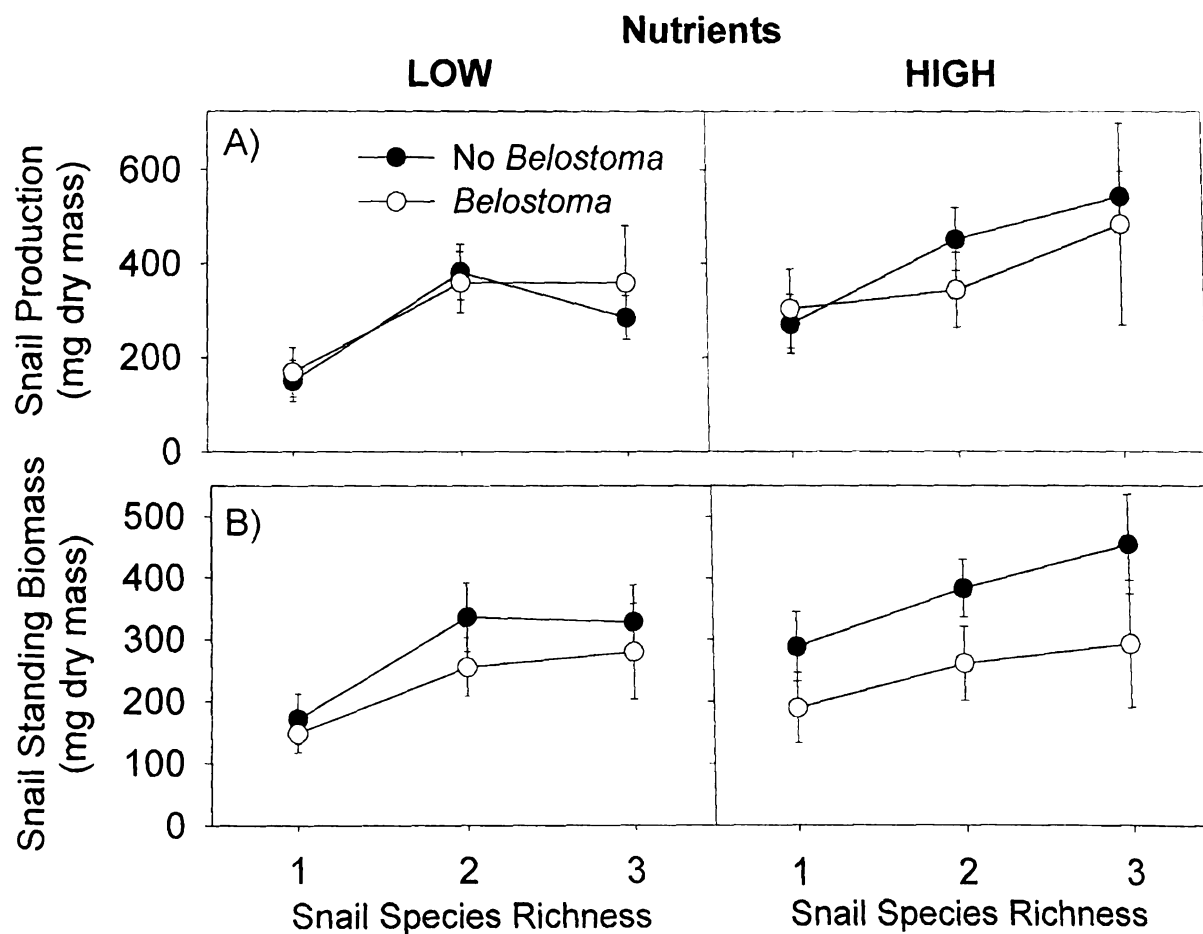 Nutrients
LOW HIGH
A)
No Belostoma
Belostoma
Snail Production
(mg dry mass)
600
400
200
0
B)
Snail Standing Biomass
(mg dry mass)
500
400
300
200
100
0
1 2 3 1 2 3
Snail Species Richness Snail Species Richness